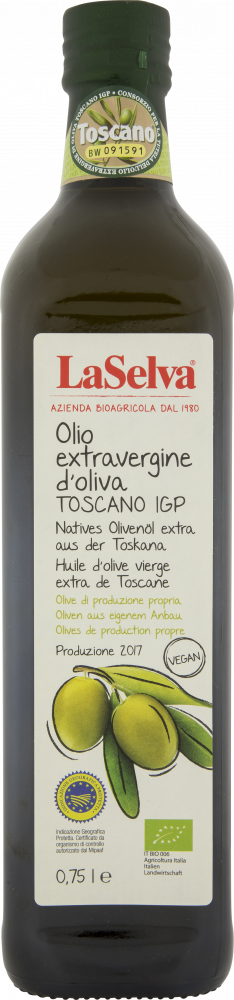 CONSORZIO PER LA TUTELA DELL'OLIO EXTRAVERGINE DI OLIVA TOSCANO IGP
Toscano
BW 091591
LaSelva®
AZIENDA BIOAGRICOLA DAL 1980
Olio
extravergine
d'oliva
TOSCANO IGP
Natives Olivenöl extra
aus der Toskana
Huile d'olive vierge
extra de Toscane
Olive di produzione propria
Oliven aus eigenem Anbau
Olives de production propre
Produzione 2017
VEGAN
Indicazione Geografica
Protetta. Certificato da
organismo di controllo
autorizzato dal Mipaaf
IT BIO 006
Agricoltura Italia
Italien
Landwirtschaft
0,75 l e